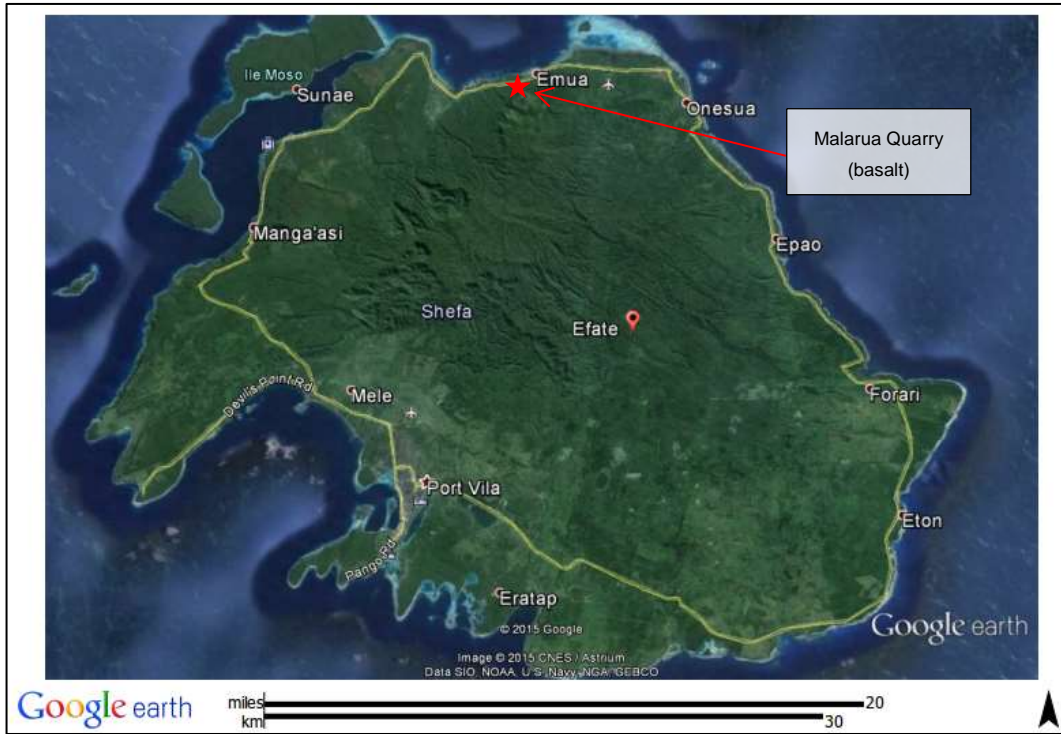 Ile Moso
Sunae
Emua
Onesua
Malarua Quarry
(basalt)
Manga'asi
Epao
Shefa
Efate
Mele
Devil's Point Rd
Forari
Port Vila
Eton
Pango Rd
Eratap
© 2015 Google
Google earth
Image © 2015 CNES / Astrium
Data SIO, NOAA, U.S. Navy, NGA, GEBCO
Google earth
miles
20
km
30